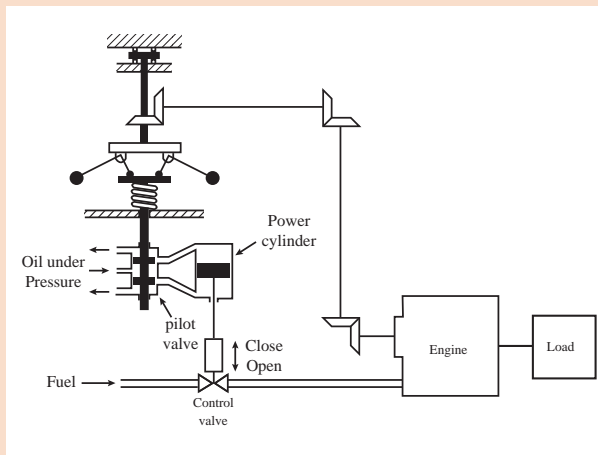 Power
cylinder
Oil under
Pressure
pilot
valve
Close
Open
Engine
Load
Fuel
Control
valve